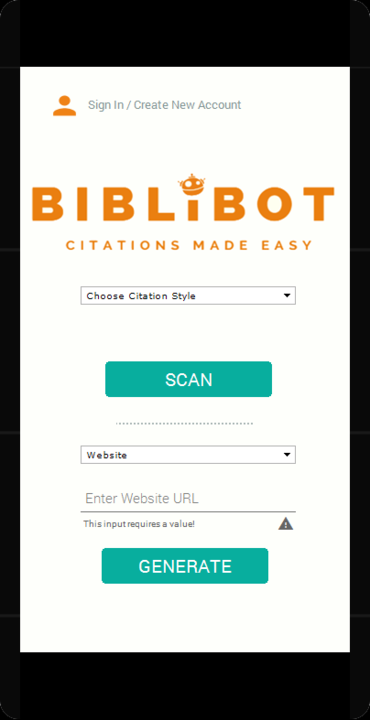 Sign In / Create New Account
BIBLiBOT
CITATIONS MADE EASY
Choose Citation Style
SCAN
Website
Enter Website URL
This input requires a value!
GENERATE